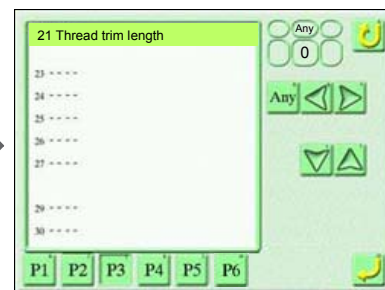 21 Thread trim length
Any
0
23 ----
24 ----
Any
25 ----
26 ----
27 ----
29 ----
30 ----
P1 P2 P3 P4 P5 P6